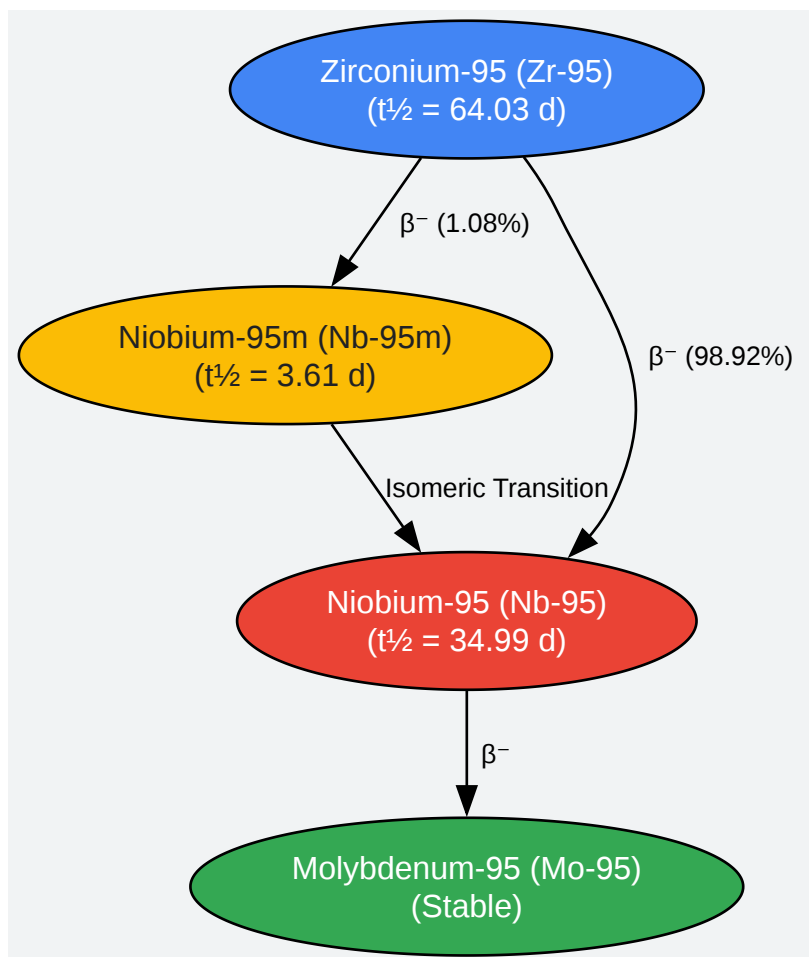 Zirconium-95 (Zr-95)
(t½ = 64.03 d)
β⁻ (1.08%)
Niobium-95m (Nb-95m)
(t½ = 3.61 d)
β⁻ (98.92%)
Isomeric Transition
Niobium-95 (Nb-95)
(t½ = 34.99 d)
β⁻
Molybdenum-95 (Mo-95)
(Stable)